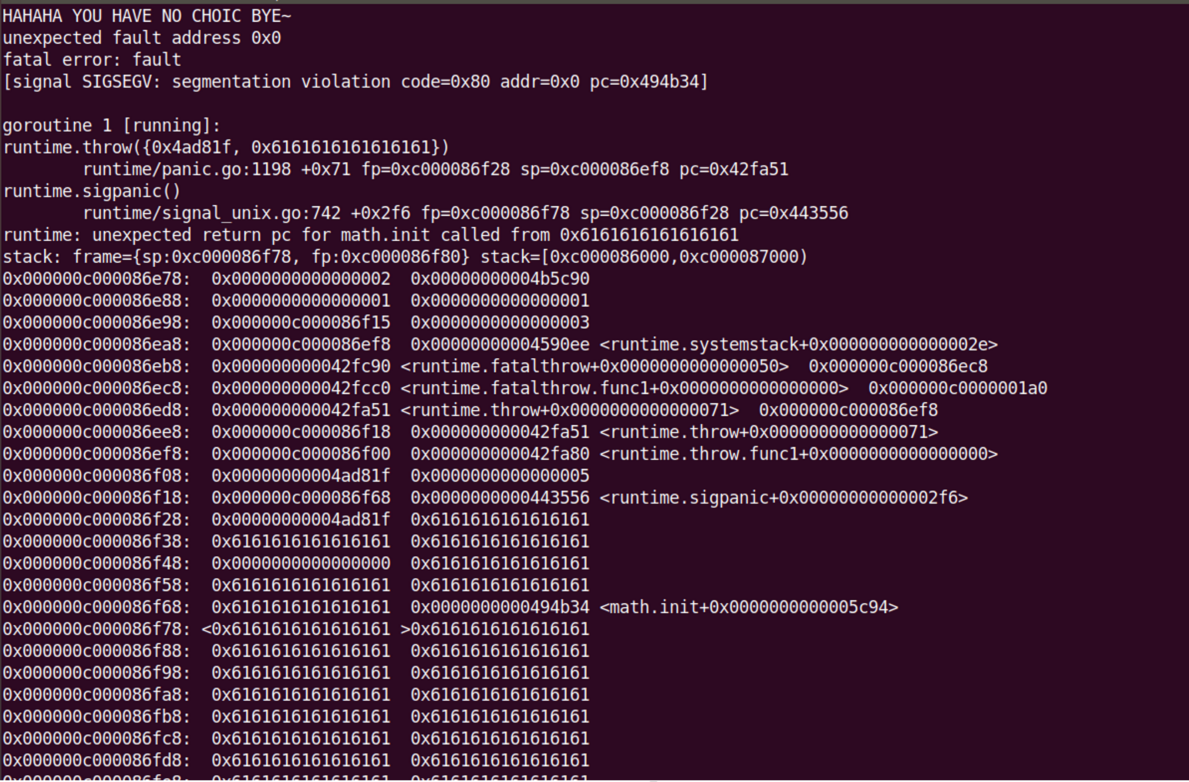 HAHAHA YOU HAVE NO CHOIC BYE~
unexpected fault address 0x0
fatal error: fault
[signal SIGSEGV: segmentation violation code=0x80 addr=0x0 pc=0x494b34]
goroutine 1 [running]:
runtime.throw({0x4ad81f, 0x6161616161616161})
runtime/panic.go:1198 +0x71 fp=0xc000086f28 sp=0xc000086ef8 pc=0x42fa51
runtime.sigpanic()
runtime/signal_unix.go:742 +0x2f6 fp=0xc000086f78 sp=0xc000086f28 pc=0x443556
runtime: unexpected return pc for math.init called from 0x6161616161616161
stack: frame={sp:0xc000086f78, fp:0xc000086f80} stack=[0xc000086000,0xc000087000)
0x000000c000086e78:  0x0000000000000002  0x00000000004b5c90
0x000000c000086e88:  0x0000000000000001  0x0000000000000001
0x000000c000086e98:  0x000000c000086f15  0x0000000000000003
0x000000c000086ea8:  0x000000c000086ef8  0x00000000004590ee <runtime.systemstack+0x000000000000002e>
0x000000c000086eb8:  0x000000000042fc90 <runtime.fatalthrow+0x0000000000000050>  0x000000c000086ec8
0x000000c000086ec8:  0x000000000042fcc0 <runtime.fatalthrow.func1+0x0000000000000000>  0x000000c0000001a0
0x000000c000086ed8:  0x000000000042fa51 <runtime.throw+0x0000000000000071>  0x000000c000086ef8
0x000000c000086ee8:  0x000000c000086f18  0x000000000042fa51 <runtime.throw+0x0000000000000071>
0x000000c000086ef8:  0x000000c000086f00  0x000000000042fa80 <runtime.throw.func1+0x0000000000000000>
0x000000c000086f08:  0x00000000004ad81f  0x0000000000000005
0x000000c000086f18:  0x000000c000086f68  0x0000000000443556 <runtime.sigpanic+0x00000000000002f6>
0x000000c000086f28:  0x00000000004ad81f  0x6161616161616161
0x000000c000086f38:  0x6161616161616161  0x6161616161616161
0x000000c000086f48:  0x0000000000000000  0x6161616161616161
0x000000c000086f58:  0x6161616161616161  0x6161616161616161
0x000000c000086f68:  0x6161616161616161  0x0000000000494b34 <math.init+0x0000000000005c94>
0x000000c000086f78: <0x6161616161616161 >0x6161616161616161
0x000000c000086f88:  0x6161616161616161  0x6161616161616161
0x000000c000086f98:  0x6161616161616161  0x6161616161616161
0x000000c000086fa8:  0x6161616161616161  0x6161616161616161
0x000000c000086fb8:  0x6161616161616161  0x6161616161616161
0x000000c000086fc8:  0x6161616161616161  0x6161616161616161
0x000000c000086fd8:  0x6161616161616161  0x6161616161616161